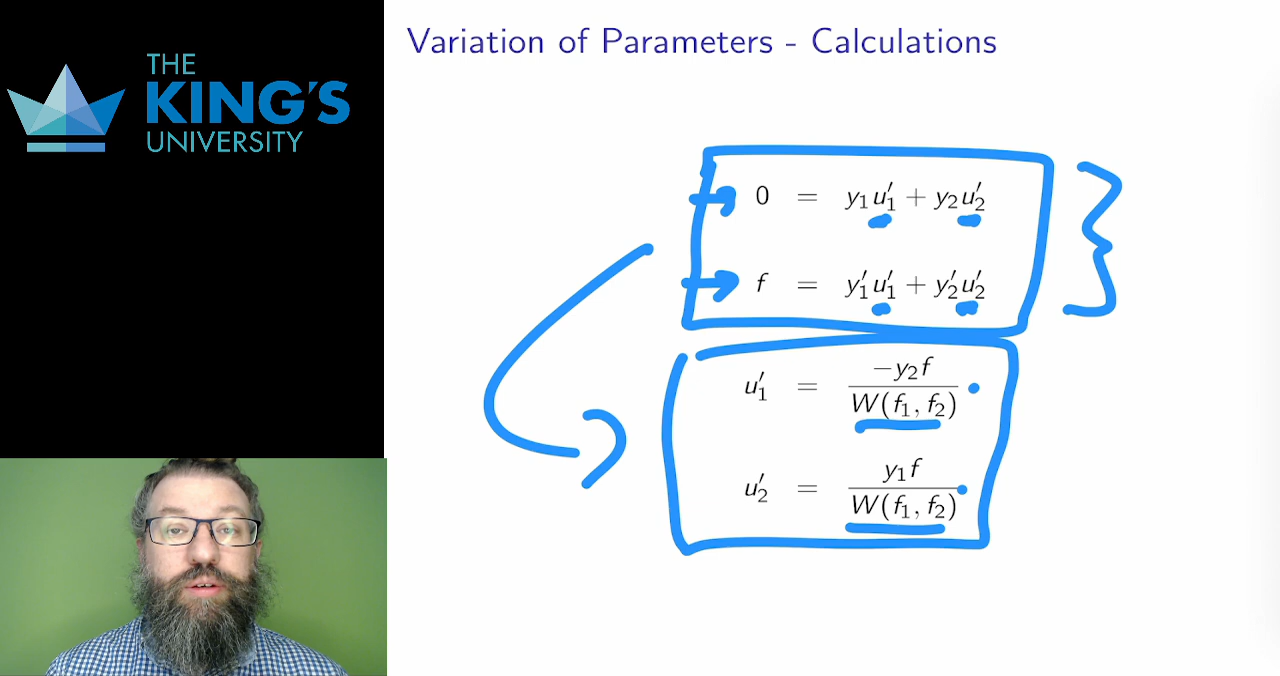 THE
KING'S
UNIVERSITY
Variation of Parameters - Calculations
0 = y₁u′₁ + y₂u′₂
f = y′₁u′₁ + y′₂u′₂
u′₁ = −y₂f / W(f₁, f₂)
u′₂ = y₁f / W(f₁, f₂)